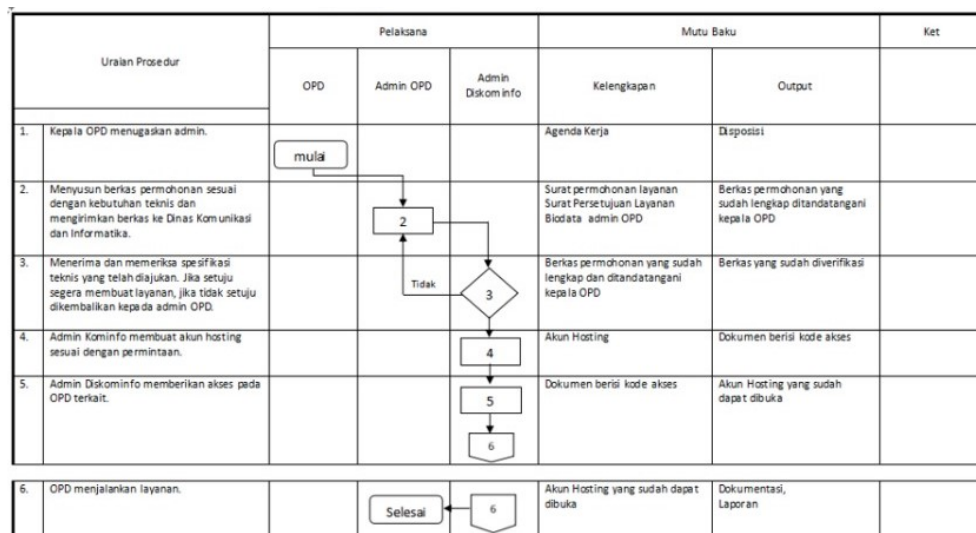 Uraian Prosedur
Pelaksana
Mutu Baku
Ket
OPD
Admin OPD
Admin
Diskominfo
Kelengkapan
Output
1.
Kepala OPD menugaskan admin.
mulai
Agenda Kerja
Disposisi
2.
Menyusun berkas permohonan sesuai
dengan kebutuhan teknis dan
mengirimkan berkas ke Dinas Komunikasi
dan Informatika.
2
Surat permohonan layanan
Surat Persetujuan Layanan
Biodata admin OPD
Berkas permohonan yang
sudah lengkap ditandatangani
kepala OPD
3.
Menerima dan memeriksa spesifikasi
teknis yang telah diajukan. Jika setuju
segera membuat layanan, jika tidak setuju
dikembalikan kepada admin OPD.
Tidak
3
Berkas permohonan yang sudah
lengkap dan ditandatangani
kepala OPD
Berkas yang sudah diverifikasi
4.
Admin Kominfo membuat akun hosting
sesuai dengan permintaan.
4
Akun Hosting
Dokumen berisi kode akses
5.
Admin Diskominfo memberikan akses pada
OPD terkait.
5
6
Dokumen berisi kode akses
Akun Hosting yang sudah
dapat dibuka
6.
OPD menjalankan layanan.
Selesai
6
Akun Hosting yang sudah dapat
dibuka
Dokumentasi,
Laporan